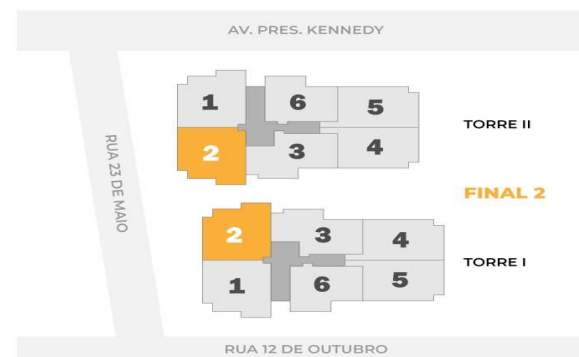 AV. PRES. KENNEDY
RUA 23 DE MAIO
1 6 5
2 3 4
TORRE II
FINAL 2
2 3 4
1 6 5
TORRE I
RUA 12 DE OUTUBRO